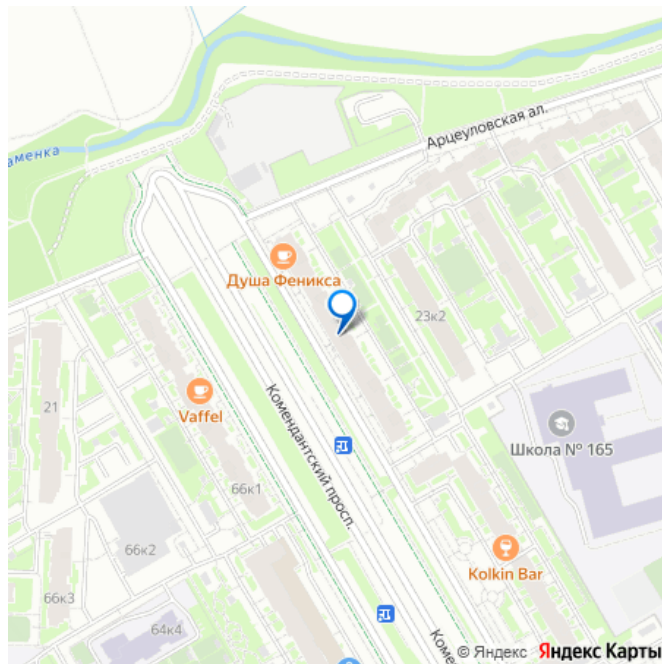 Арцеуловская ал.
аменка
Душа Феникса
23к2
21
Vaffel
Комендантский просп.
Школа № 165
66к1
66к2
Kolkin Bar
66к3
64к4
Коме
© Яндекс Яндекс Карты